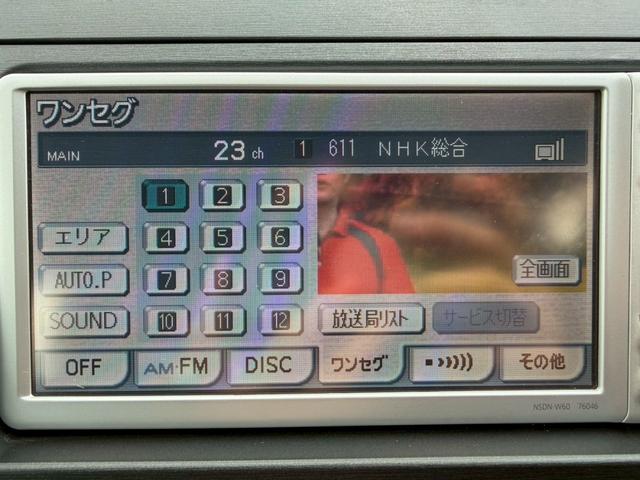 ワンセグ
MAIN 23 ch 1 611 NHK総合
1 2 3
エリア 4 5 6
AUTO.P 7 8 9 全画面
SOUND 10 11 12 放送局リスト サービス切替
OFF AM・FM DISC ワンセグ その他
NSDN-W60 76046